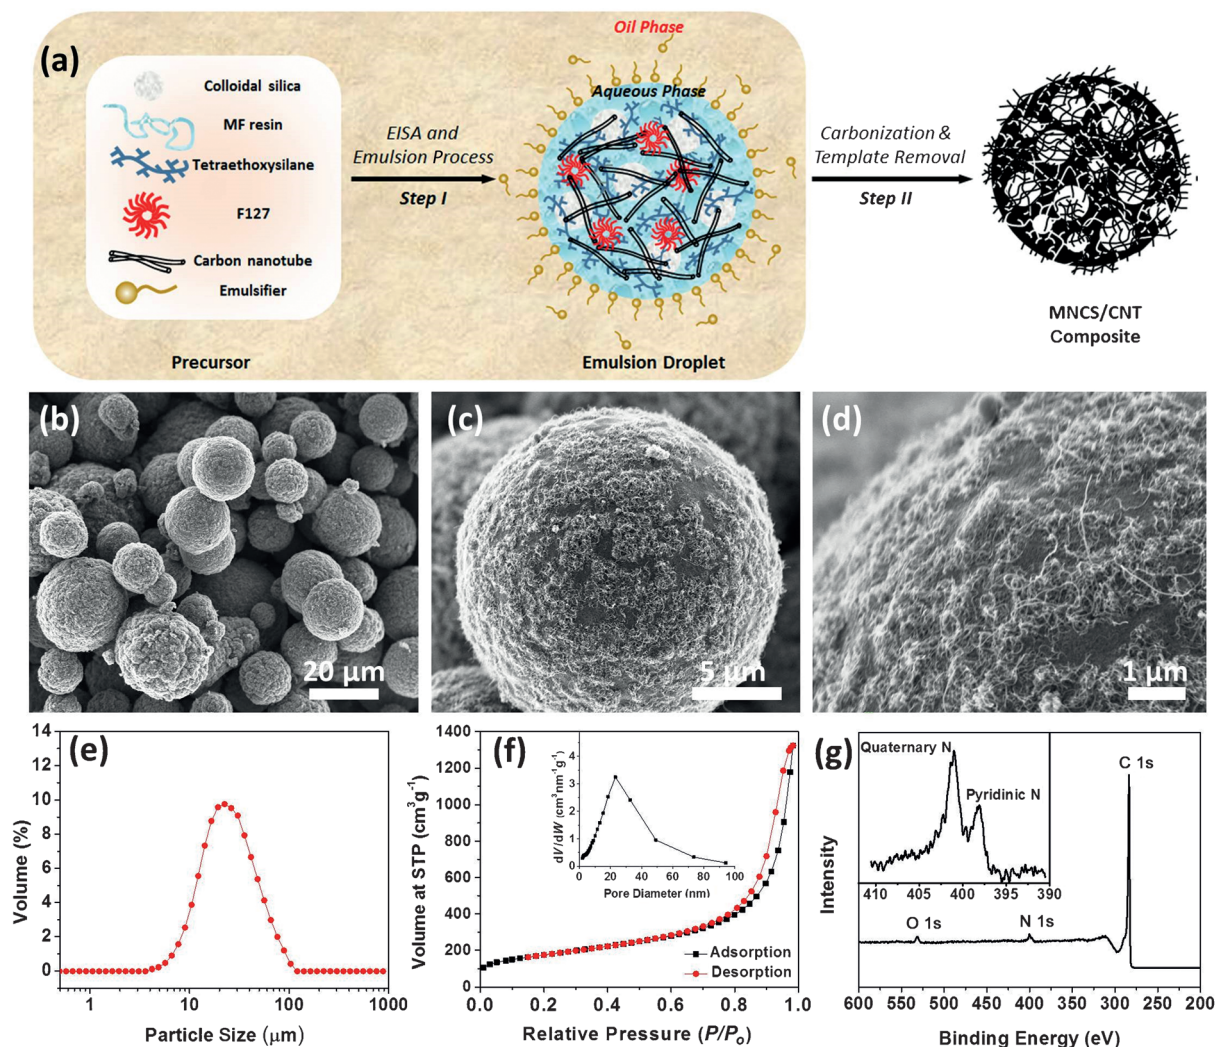 (a)
Colloidal silica
MF resin
Tetraethoxysilane
F127
Carbon nanotube
Emulsifier
Precursor
EISA and
Emulsion Process
Step I
Oil Phase
Aqueous Phase
Emulsion Droplet
Carbonization &
Template Removal
Step II
MNCS/CNT
Composite
(b)
20 μm
(c)
5 μm
(d)
1 μm
(e)
14
12
10
8
6
4
2
0
Volume (%)
1 10 100 1000
Particle Size (μm)
(f)
1400
1200
1000
800
600
400
200
0
Volume at STP (cm³g⁻¹)
4
3
2
1
0
dV/dW (cm³nm⁻¹g⁻¹)
0 20 40 60 80 100
Pore Diameter (nm)
Adsorption
Desorption
0.0 0.2 0.4 0.6 0.8 1.0
Relative Pressure (P/Pₒ)
(g)
Quaternary N
Pyridinic N
410 405 400 395 390
C 1s
O 1s
N 1s
Intensity
600 550 500 450 400 350 300 250 200
Binding Energy (eV)